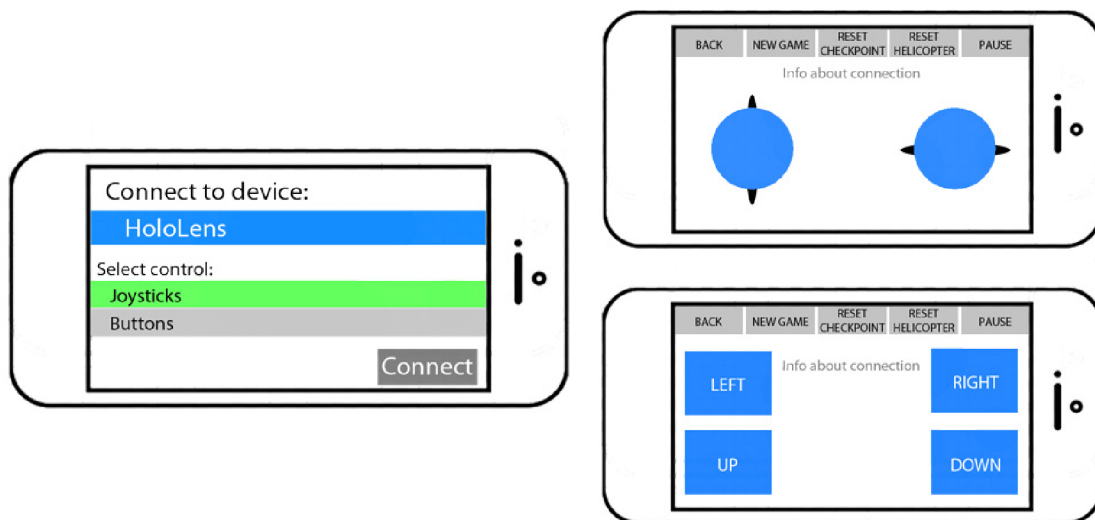 Connect to device:
HoloLens
Select control:
Joysticks
Buttons
Connect
BACK
NEW GAME
RESET
CHECKPOINT
RESET
HELICOPTER
PAUSE
Info about connection
BACK
NEW GAME
RESET
CHECKPOINT
RESET
HELICOPTER
PAUSE
Info about connection
LEFT
RIGHT
UP
DOWN